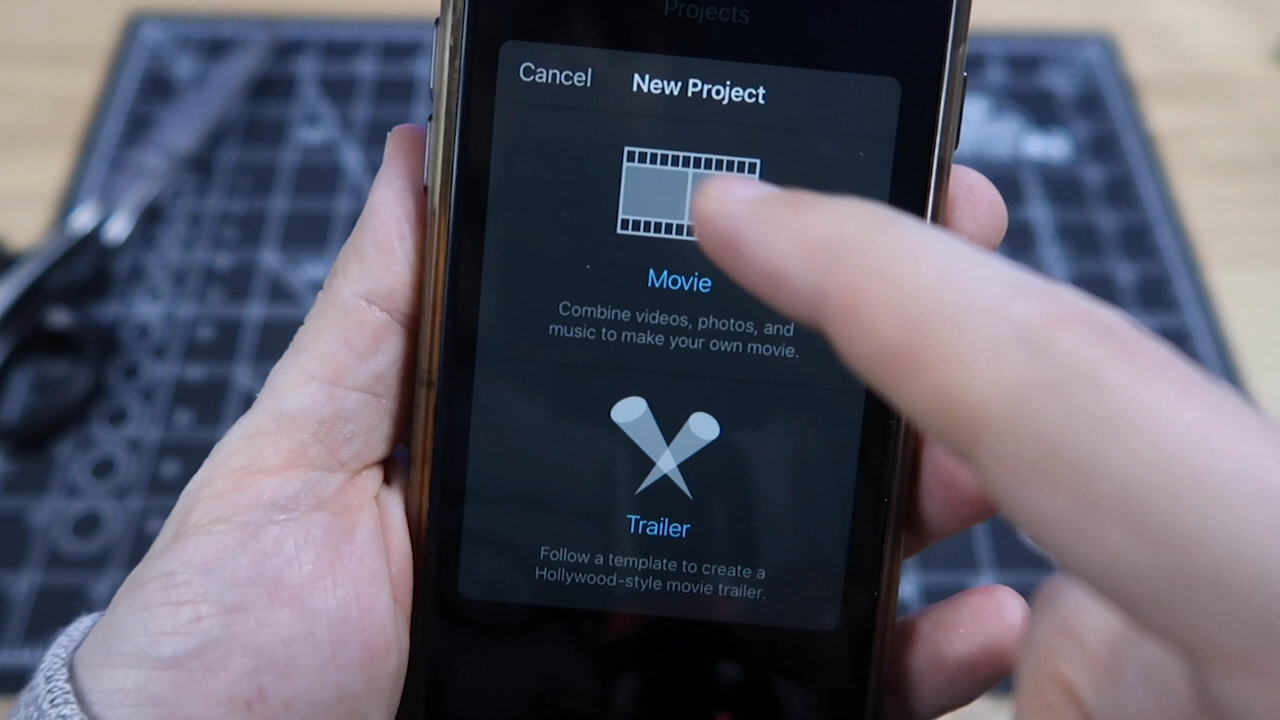 Projects
Cancel
New Project
Movie
Combine videos, photos, and
music to make your own movie.
Trailer
Follow a template to create a
Hollywood-style movie trailer.